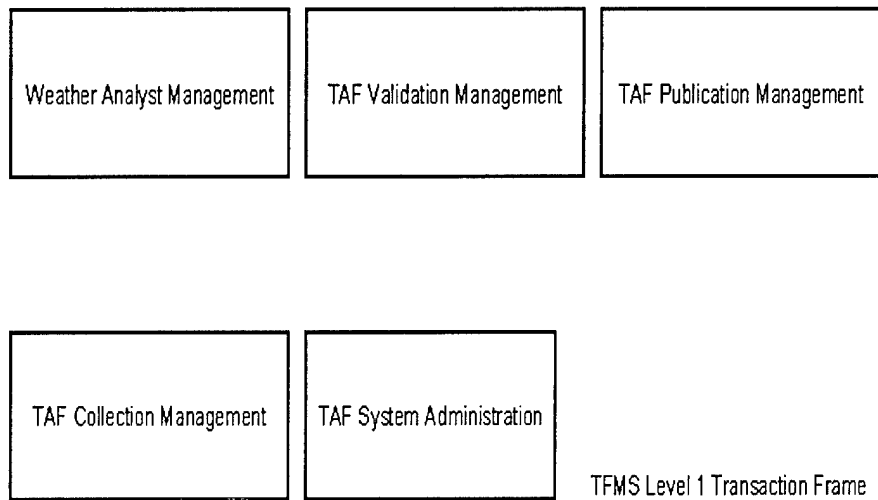 Weather Analyst Management
TAF Validation Management
TAF Publication Management
TAF Collection Management
TAF System Administration
TFMS Level 1 Transaction Frame